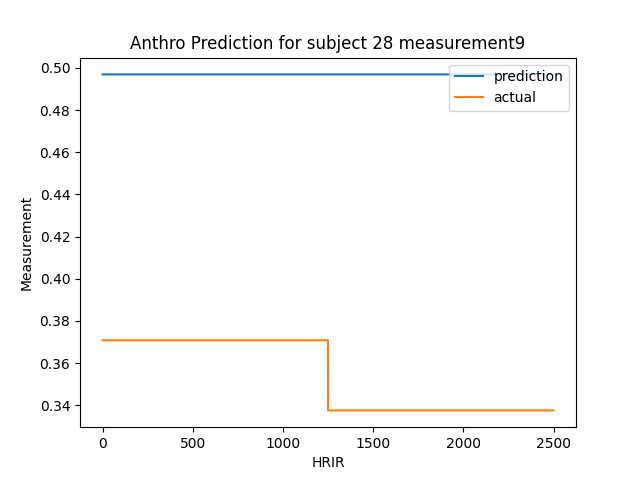 Anthro Prediction for subject 28 measurement9
Measurement
0.50
0.48
0.46
0.44
0.42
0.40
0.38
0.36
0.34
prediction
actual
0 500 1000 1500 2000 2500
HRIR